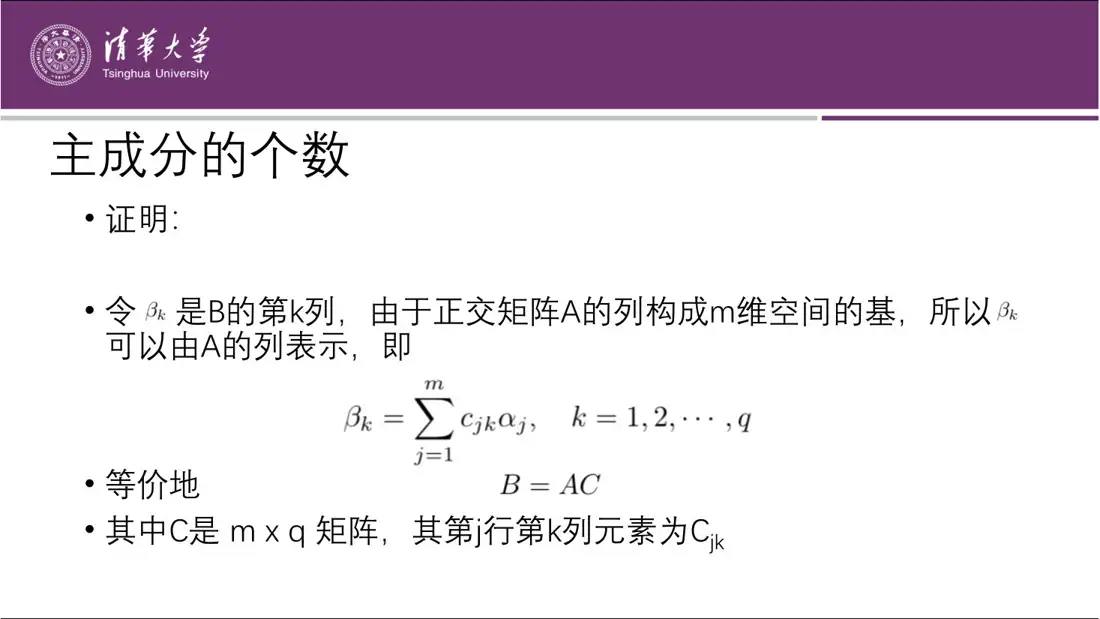 清华大学
Tsinghua University
主成分的个数
• 证明：
• 令 βk 是B的第k列，由于正交矩阵A的列构成m维空间的基，所以 βk
可以由A的列表示，即
βk = ∑_{j=1}^{m} cjk αj, k = 1, 2, ⋯ , q
• 等价地 B = AC
• 其中C是 m x q 矩阵，其第j行第k列元素为Cjk